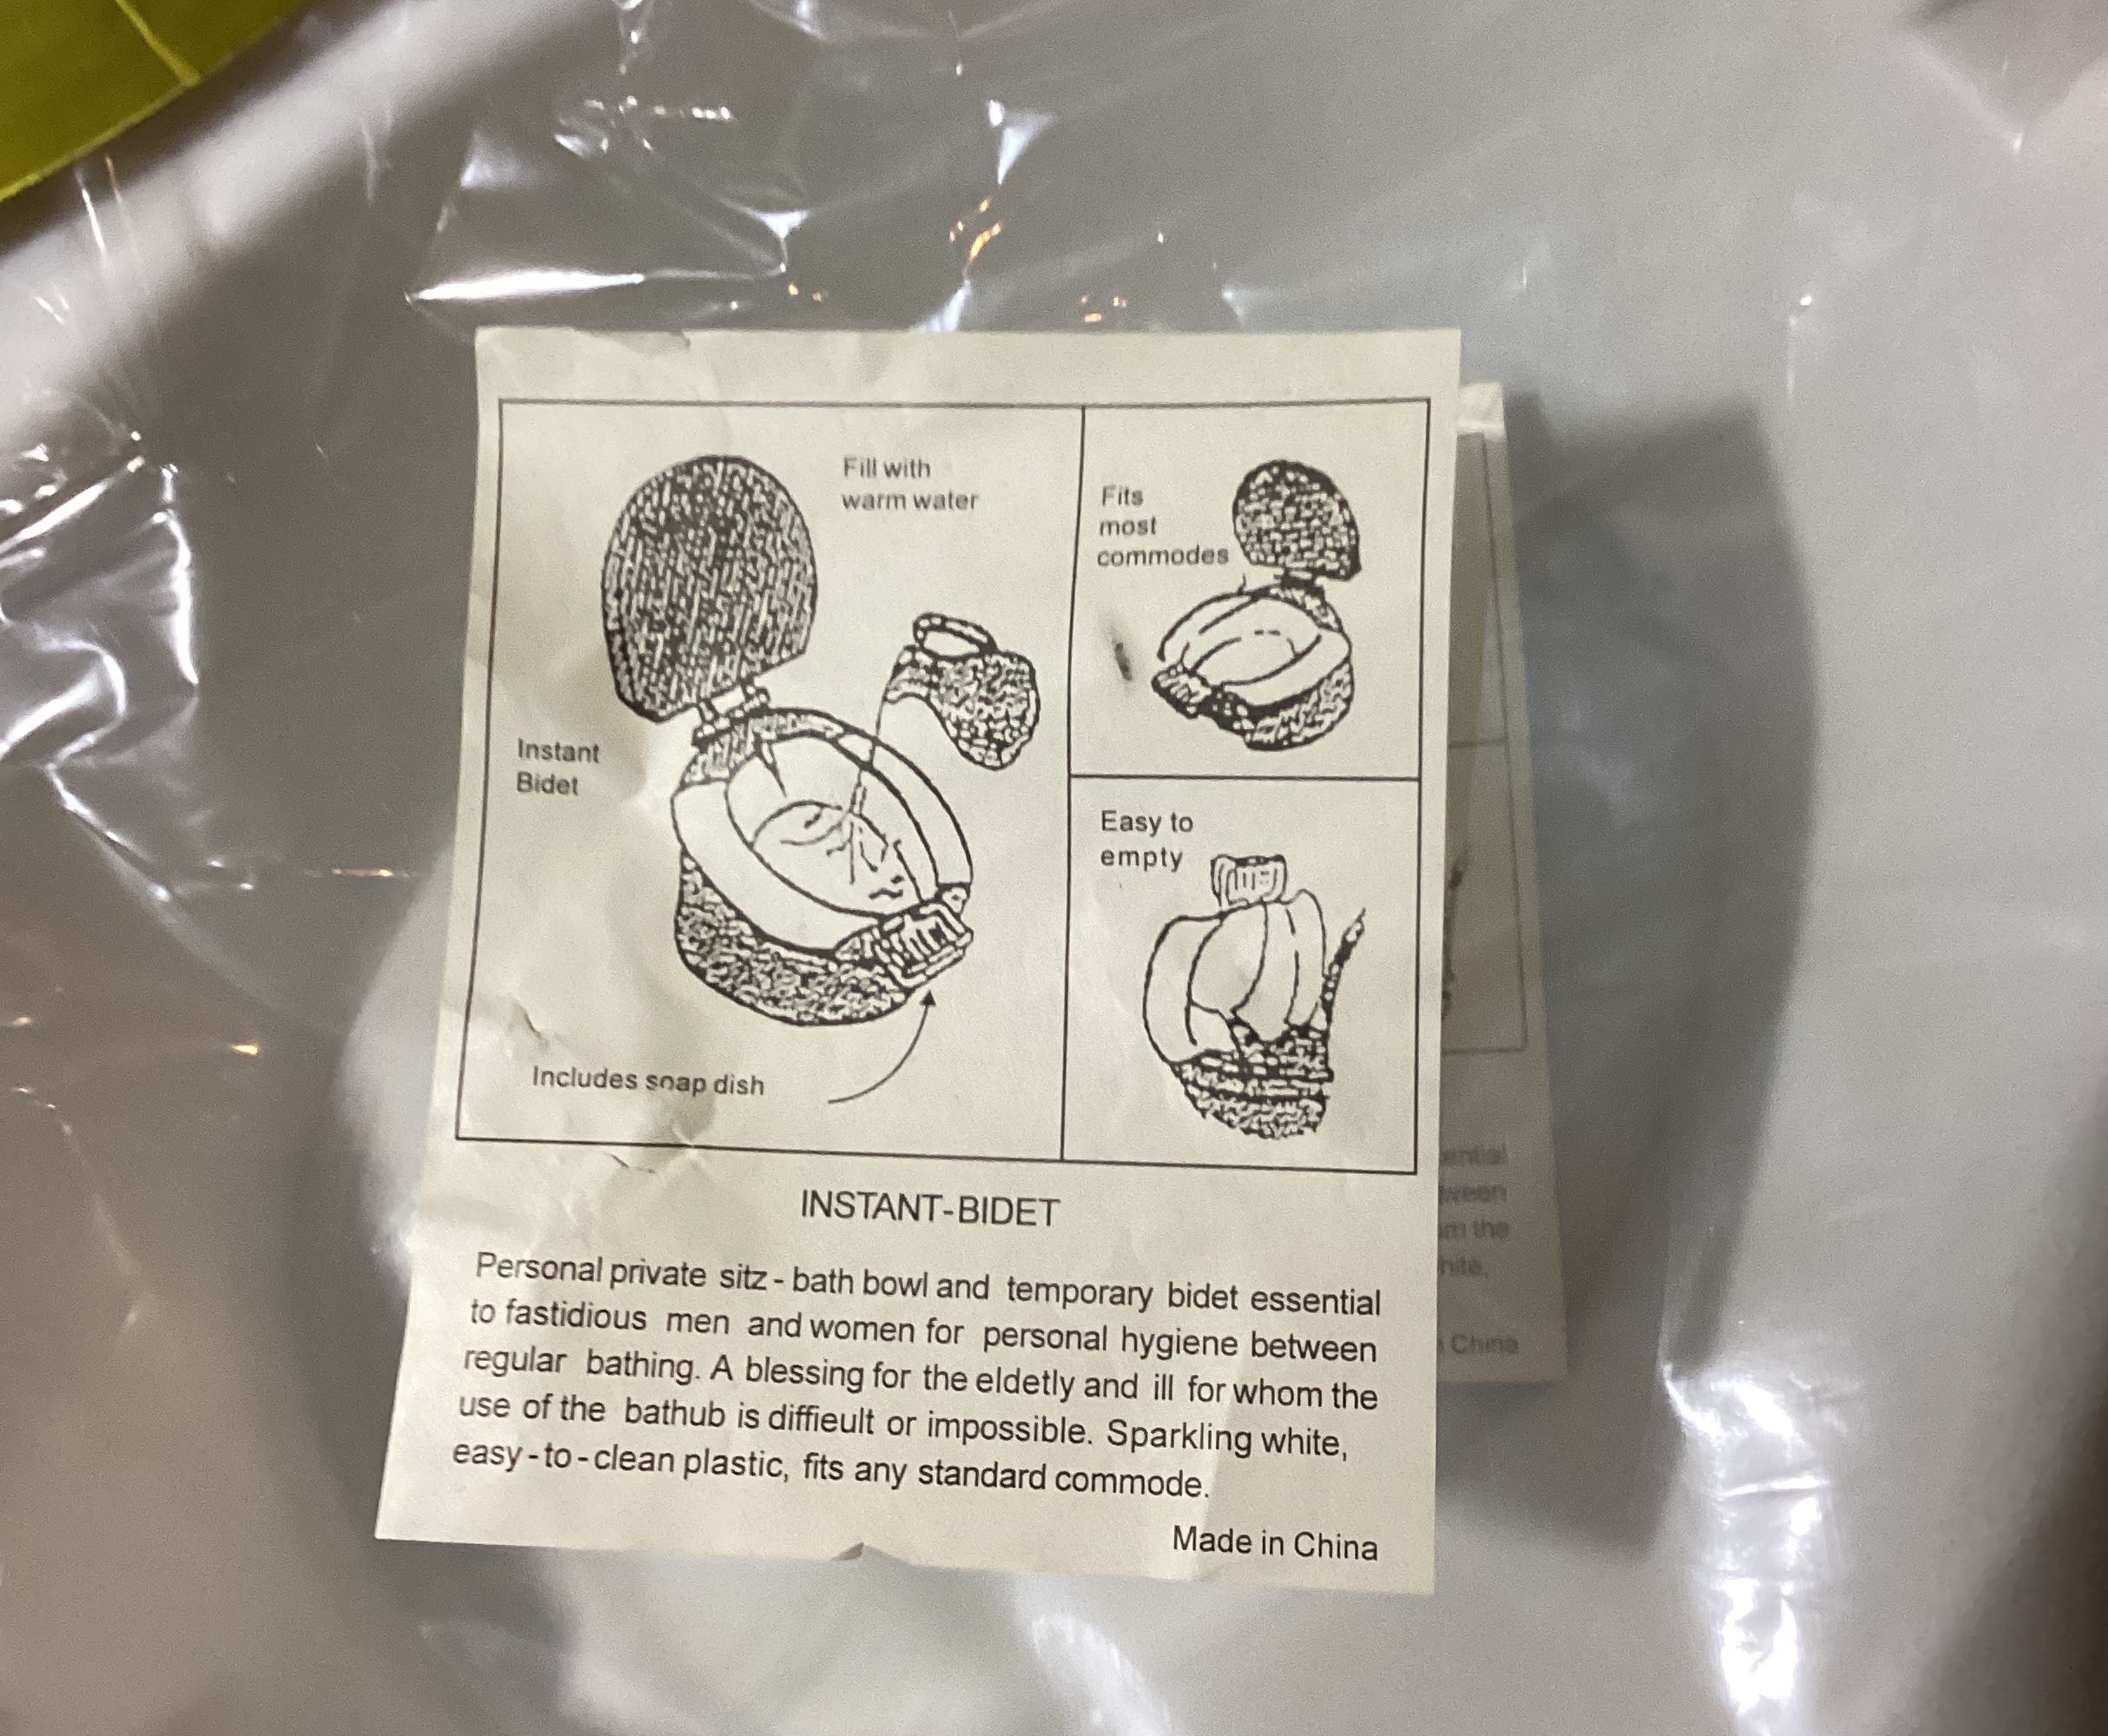 Fill with
warm water
Instant
Bidet
Includes soap dish
Fits
most
commodes
Easy to
empty
INSTANT-BIDET
Personal private sitz - bath bowl and temporary bidet essential
to fastidious men and women for personal hygiene between
regular bathing. A blessing for the eldetly and ill for whom the
use of the bathub is diffieult or impossible. Sparkling white,
easy - to - clean plastic, fits any standard commode.
Made in China
the
China